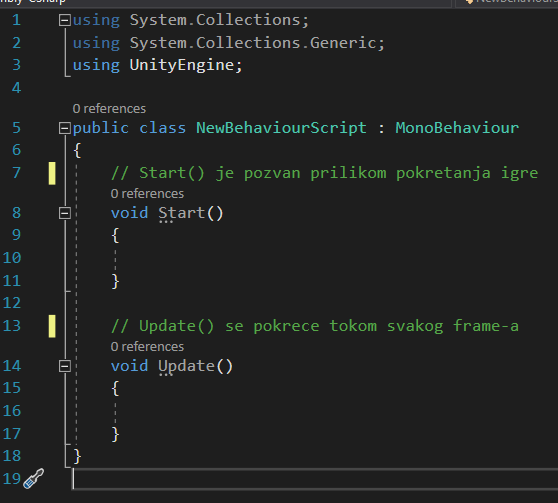 NewBehaviours
1 using System.Collections;
2 using System.Collections.Generic;
3 using UnityEngine;
4
0 references
5 public class NewBehaviourScript : MonoBehaviour
6 {
7 // Start() je pozvan prilikom pokretanja igre
0 references
8 void Start()
9 {
10
11 }
12
13 // Update() se pokrece tokom svakog frame-a
0 references
14 void Update()
15 {
16
17 }
18 }
19